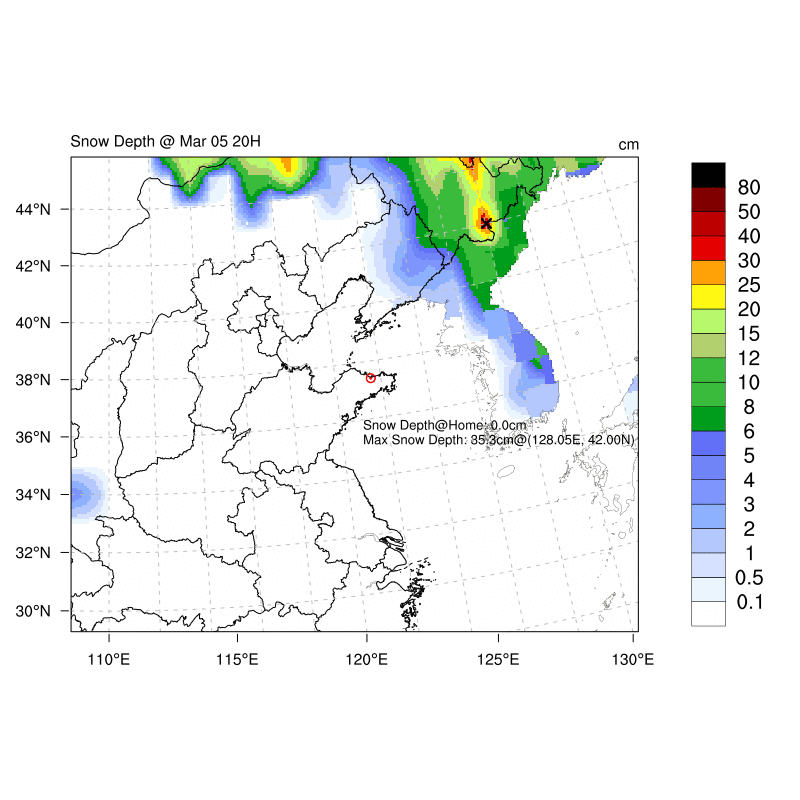 Snow Depth @ Mar 05 20H
cm
44°N
42°N
40°N
38°N
36°N
34°N
32°N
30°N
110°E
115°E
120°E
125°E
130°E
Snow Depth@Home: 0.0cm
Max Snow Depth: 35.3cm@(128.05E, 42.00N)
80
50
40
30
25
20
15
12
10
8
6
5
4
3
2
1
0.5
0.1